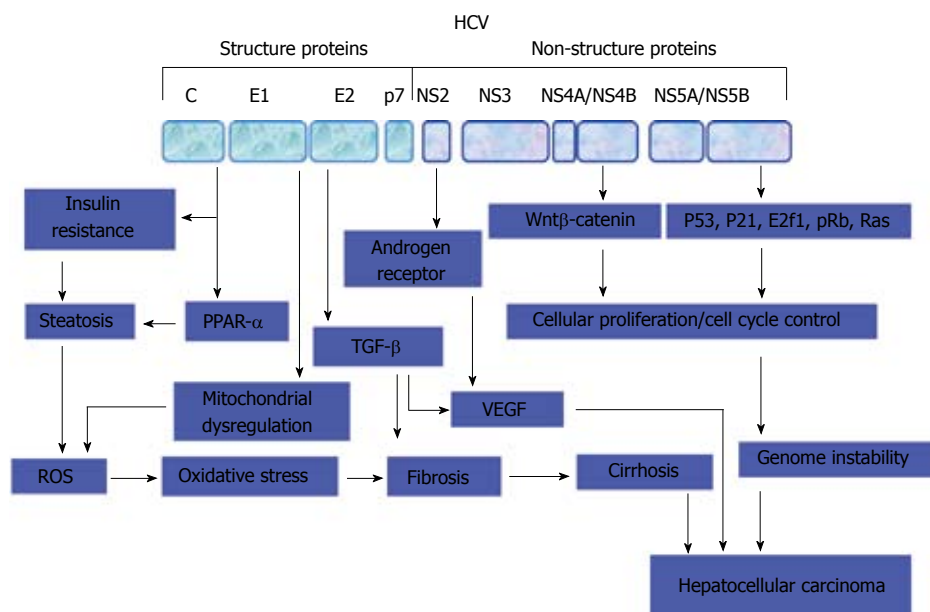 HCV
Structure proteins
Non-structure proteins
C
E1
E2
p7
NS2
NS3
NS4A/NS4B
NS5A/NS5B
Insulin
resistance
Wntβ-catenin
P53, P21, E2f1, pRb, Ras
Androgen
receptor
Steatosis
PPAR-α
Cellular proliferation/cell cycle control
TGF-β
Mitochondrial
dysregulation
VEGF
ROS
Oxidative stress
Fibrosis
Cirrhosis
Genome instability
Hepatocellular carcinoma